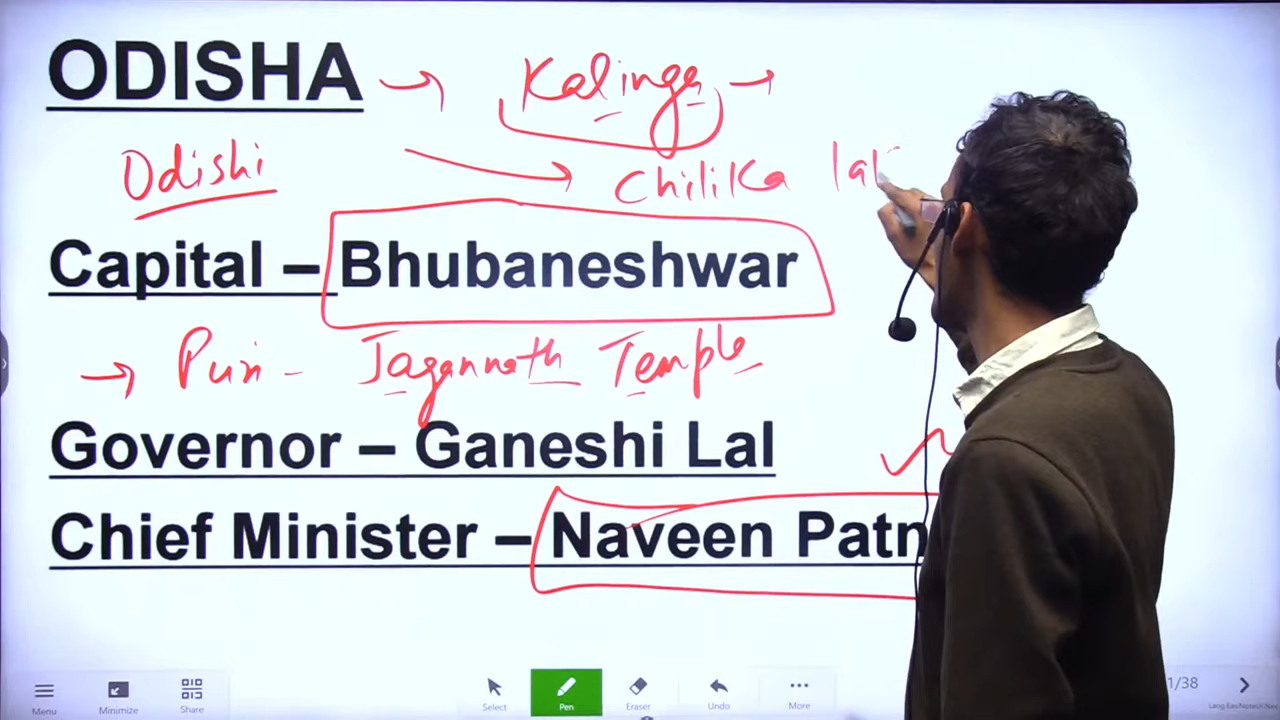 ODISHA → Kalinga →
Odishi → Chilika lak
Capital – Bhubaneshwar
→ Puri - Jagannath Temple
Governor – Ganeshi Lal
Chief Minister – Naveen Patn
Menu Minimize Share Select Pen Eraser Undo More 1/38